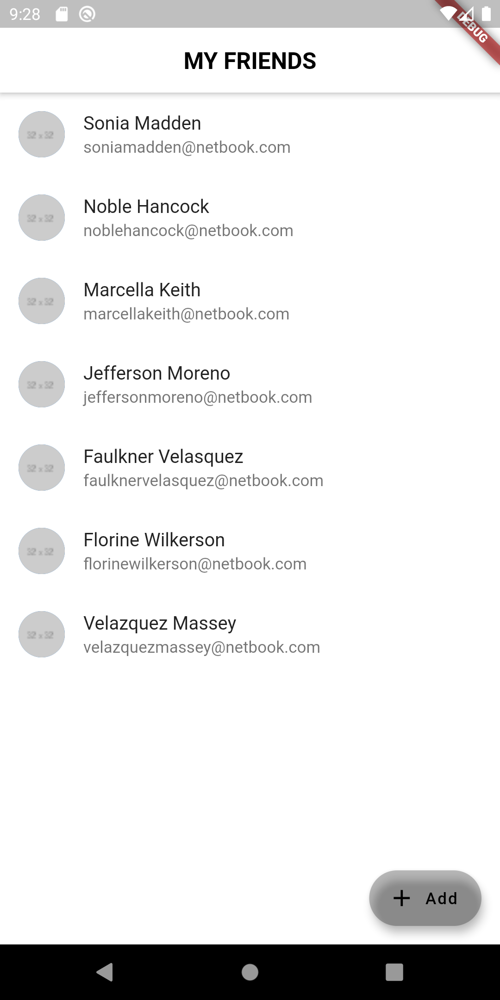 9:28
DEBUG
MY FRIENDS
32 x 32
Sonia Madden
soniamadden@netbook.com
32 x 32
Noble Hancock
noblehancock@netbook.com
32 x 32
Marcella Keith
marcellakeith@netbook.com
32 x 32
Jefferson Moreno
jeffersonmoreno@netbook.com
32 x 32
Faulkner Velasquez
faulknervelasquez@netbook.com
32 x 32
Florine Wilkerson
florinewilkerson@netbook.com
32 x 32
Velazquez Massey
velazquezmassey@netbook.com
Add